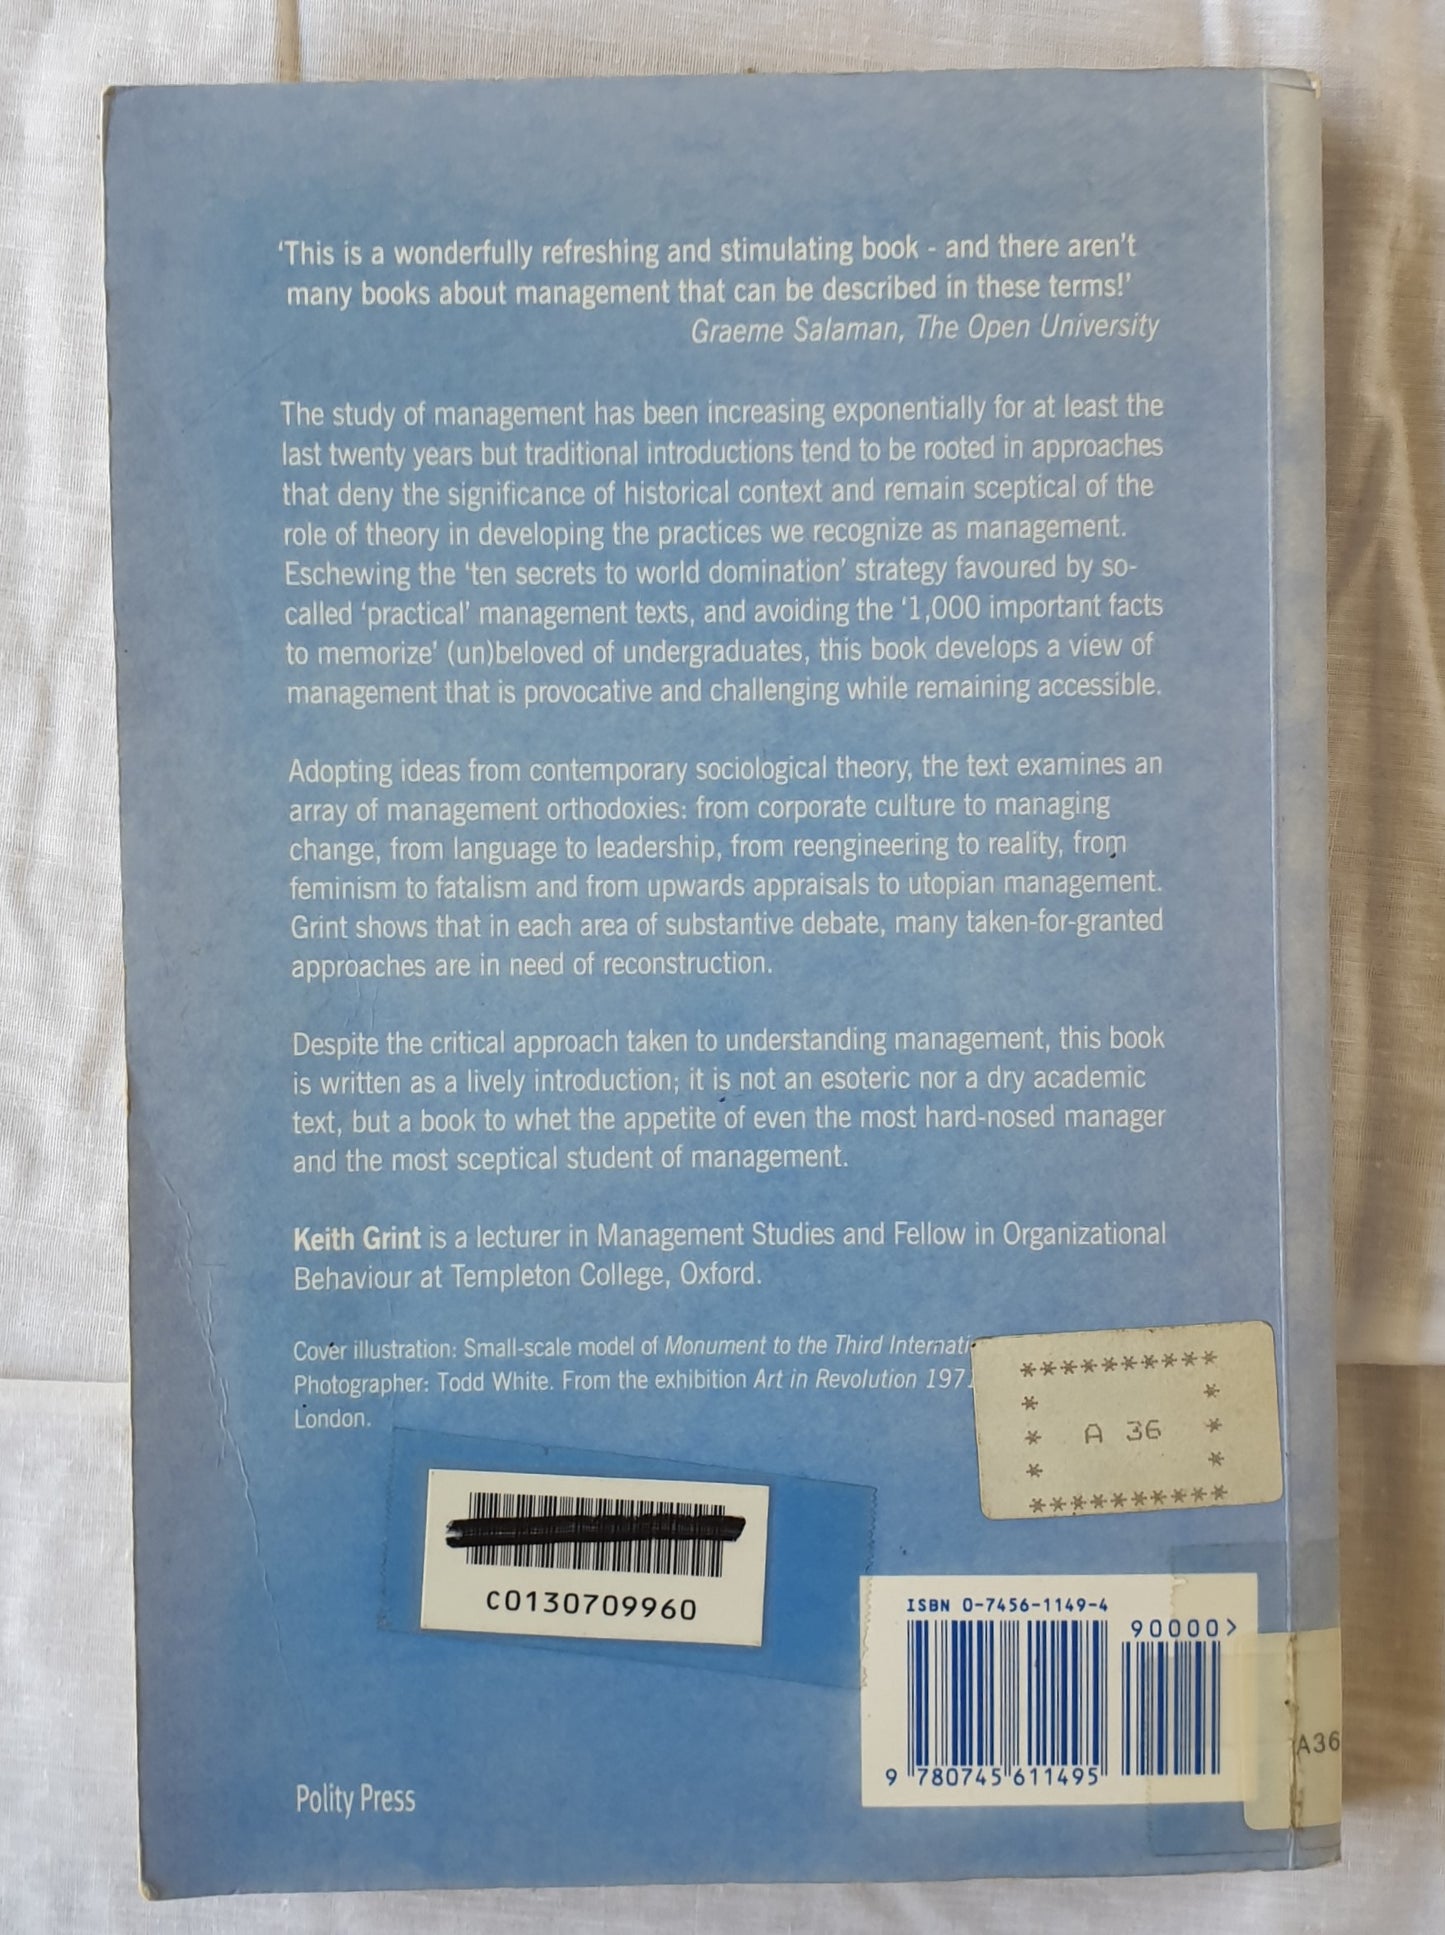 ‘This is a wonderfully refreshing and stimulating book - and there aren’t
many books about management that can be described in these terms!’
Graeme Salaman, The Open University
The study of management has been increasing exponentially for at least the
last twenty years but traditional introductions tend to be rooted in approaches
that deny the significance of historical context and remain sceptical of the
role of theory in developing the practices we recognize as management.
Eschewing the ‘ten secrets to world domination’ strategy favoured by so-
called ‘practical’ management texts, and avoiding the ‘1,000 important facts
to memorize’ (un)beloved of undergraduates, this book develops a view of
management that is provocative and challenging while remaining accessible.
Adopting ideas from contemporary sociological theory, the text examines an
array of management orthodoxies: from corporate culture to managing
change, from language to leadership, from reengineering to reality, from
feminism to fatalism and from upwards appraisals to utopian management.
Grint shows that in each area of substantive debate, many taken-for-granted
approaches are in need of reconstruction.
Despite the critical approach taken to understanding management, this book
is written as a lively introduction; it is not an esoteric nor a dry academic
text, but a book to whet the appetite of even the most hard-nosed manager
and the most sceptical student of management.
Keith Grint is a lecturer in Management Studies and Fellow in Organizational
Behaviour at Templeton College, Oxford.
Cover illustration: Small-scale model of Monument to the Third Internati
Photographer: Todd White. From the exhibition Art in Revolution 197
London.
**********
* *
* A 36 *
* *
**********
C0130709960
ISBN 0-7456-1149-4
90000>
9 780745 611495
A36
Polity Press